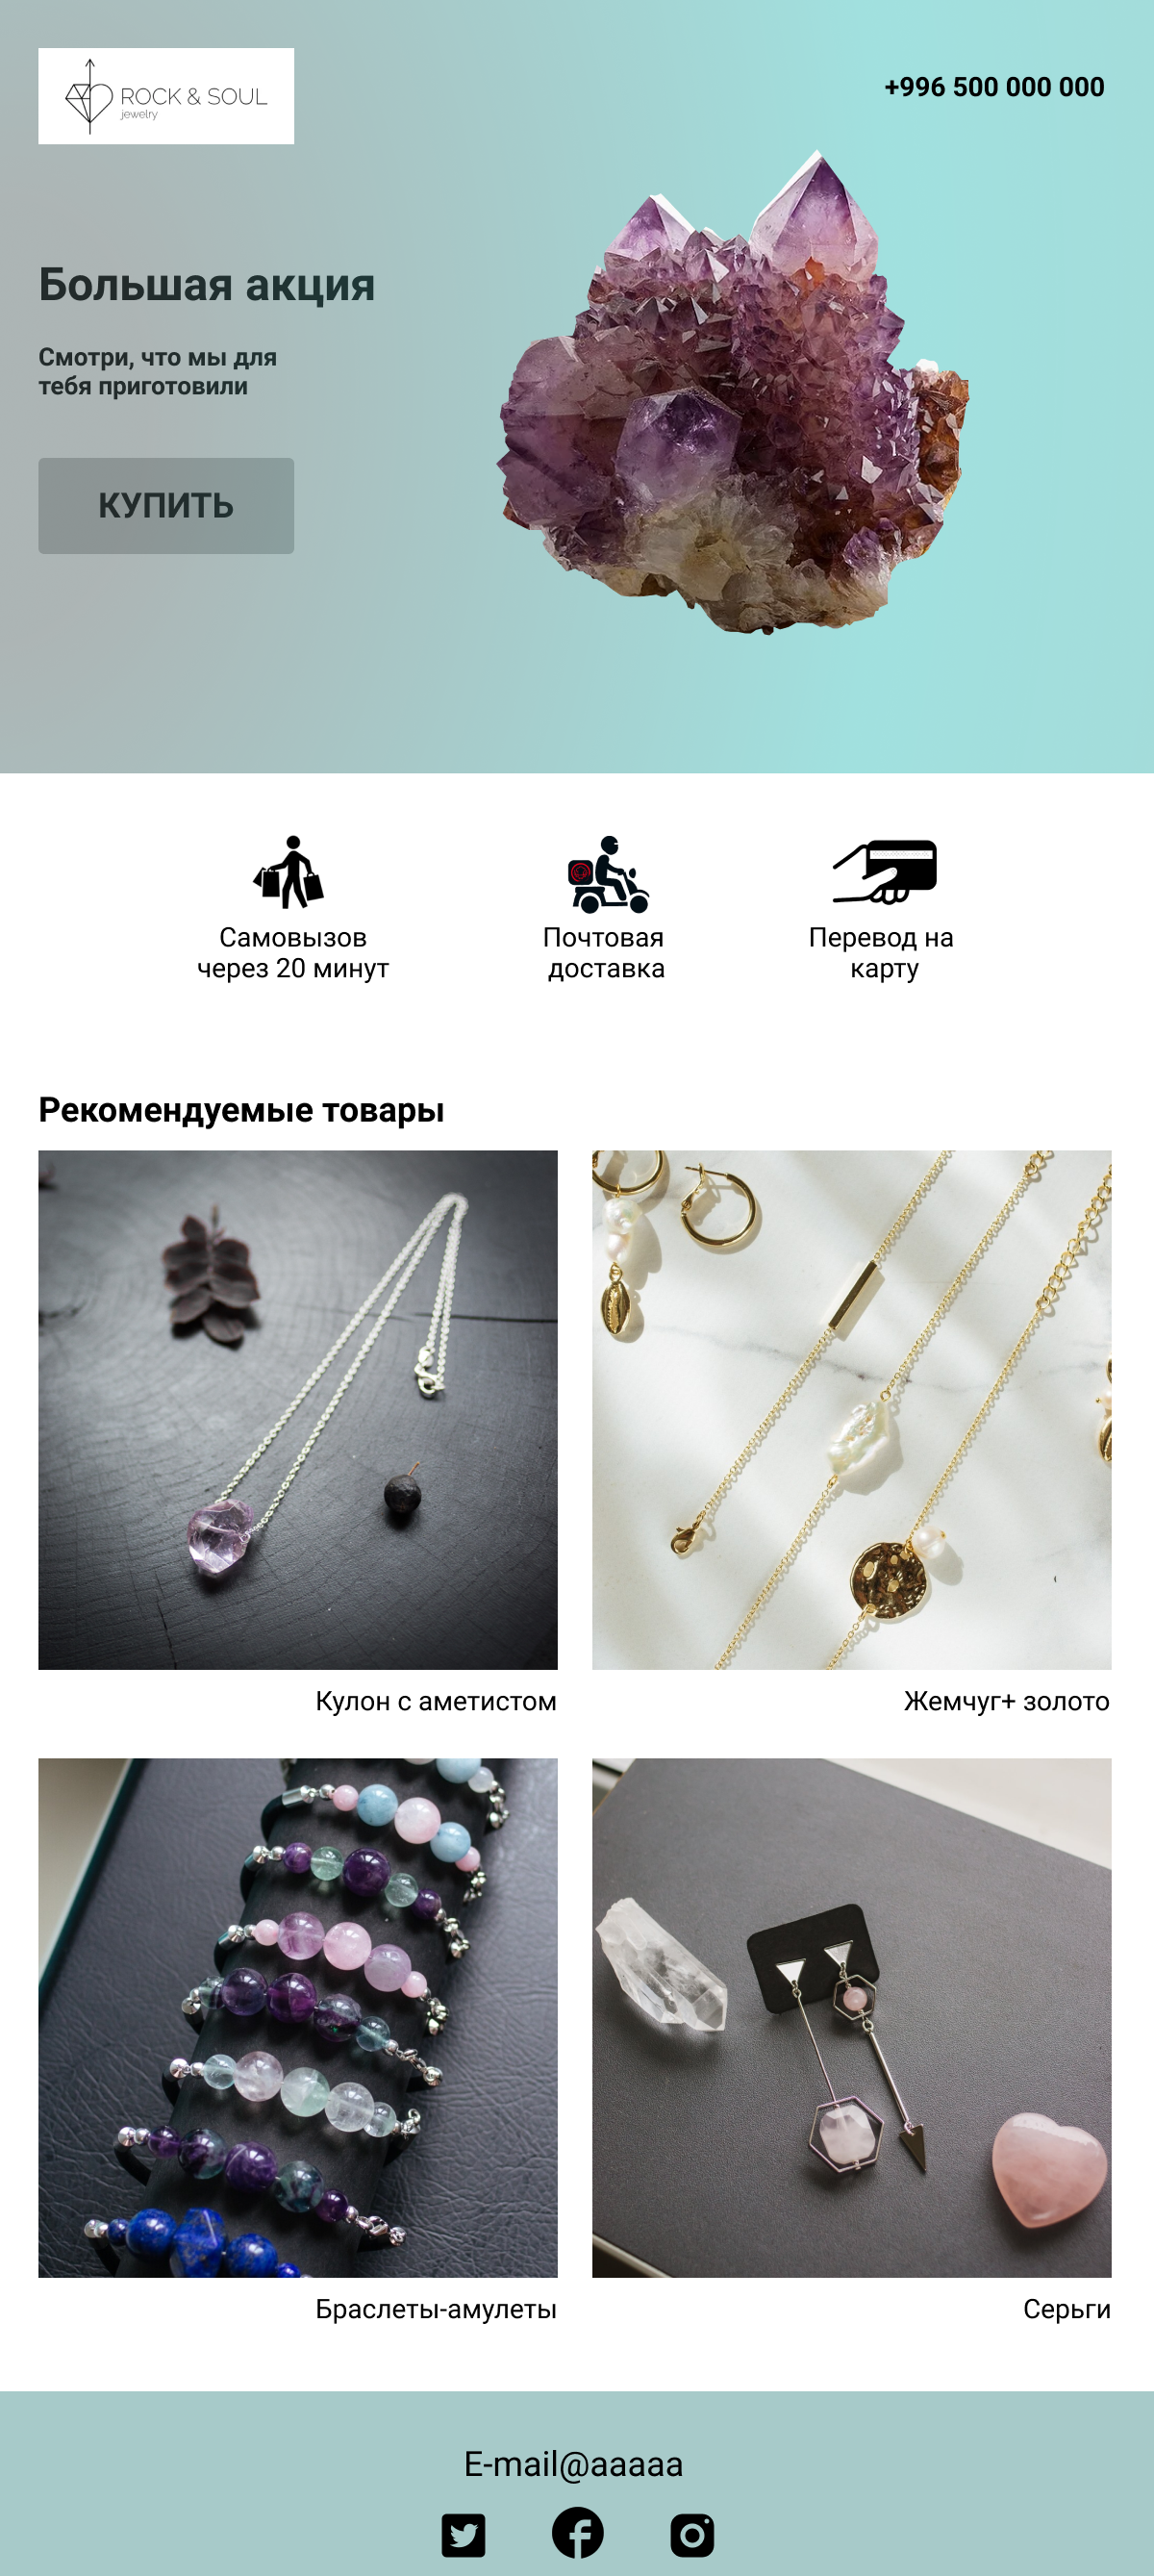 ROCK & SOUL
jewelry
+996 500 000 000
Большая акция
Смотри, что мы для
тебя приготовили
КУПИТЬ
Самовызов
через 20 минут
Почтовая
доставка
Перевод на
карту
Рекомендуемые товары
Кулон с аметистом
Жемчуг+ золото
Браслеты-амулеты
Серьги
E-mail@aaaaa